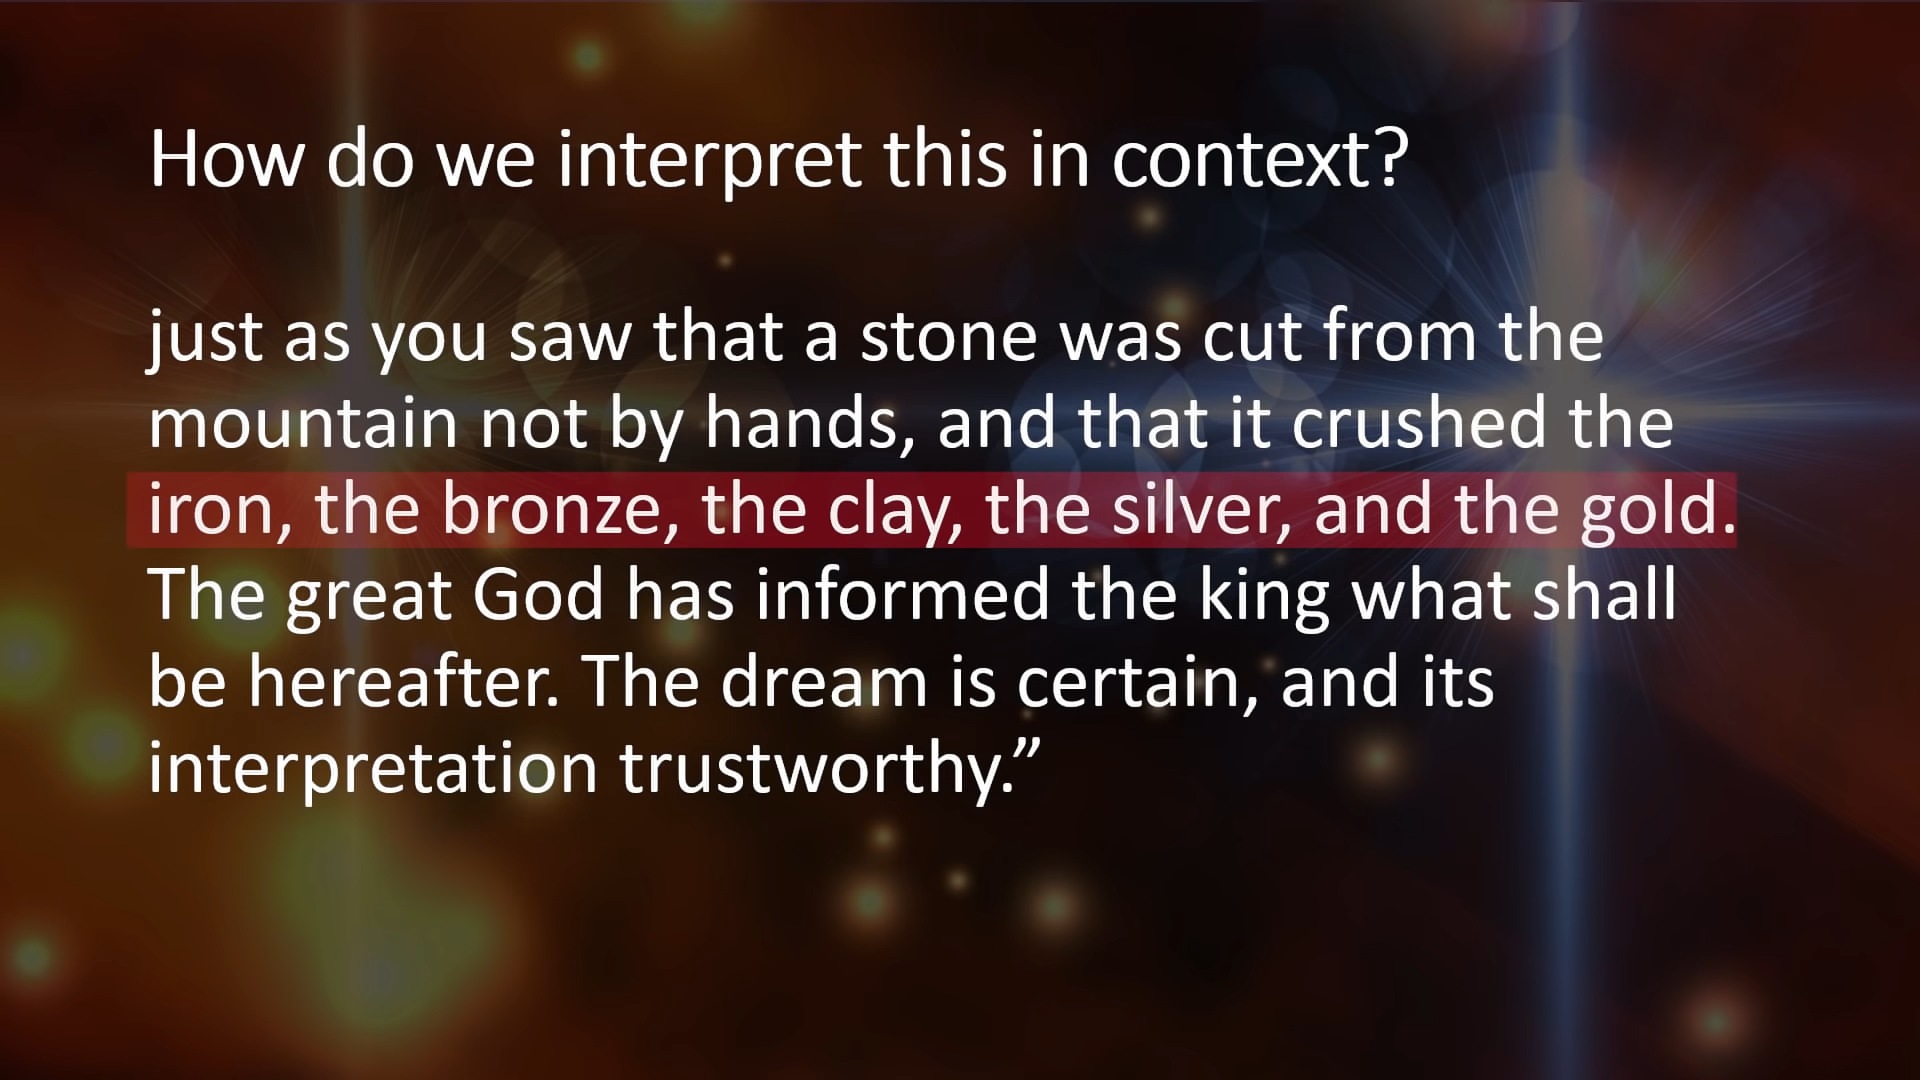 How do we interpret this in context?
just as you saw that a stone was cut from the
mountain not by hands, and that it crushed the
iron, the bronze, the clay, the silver, and the gold.
The great God has informed the king what shall
be hereafter. The dream is certain, and its
interpretation trustworthy.”